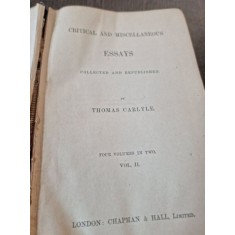 CRITICAL AND MISCELLANEOUS
ESSAYS
COLLECTED AND REPUBLISHED
BY
THOMAS CARLYLE.
FOUR VOLUMES IN TWO.
VOL. II.
LONDON: CHAPMAN & HALL, LIMITED.